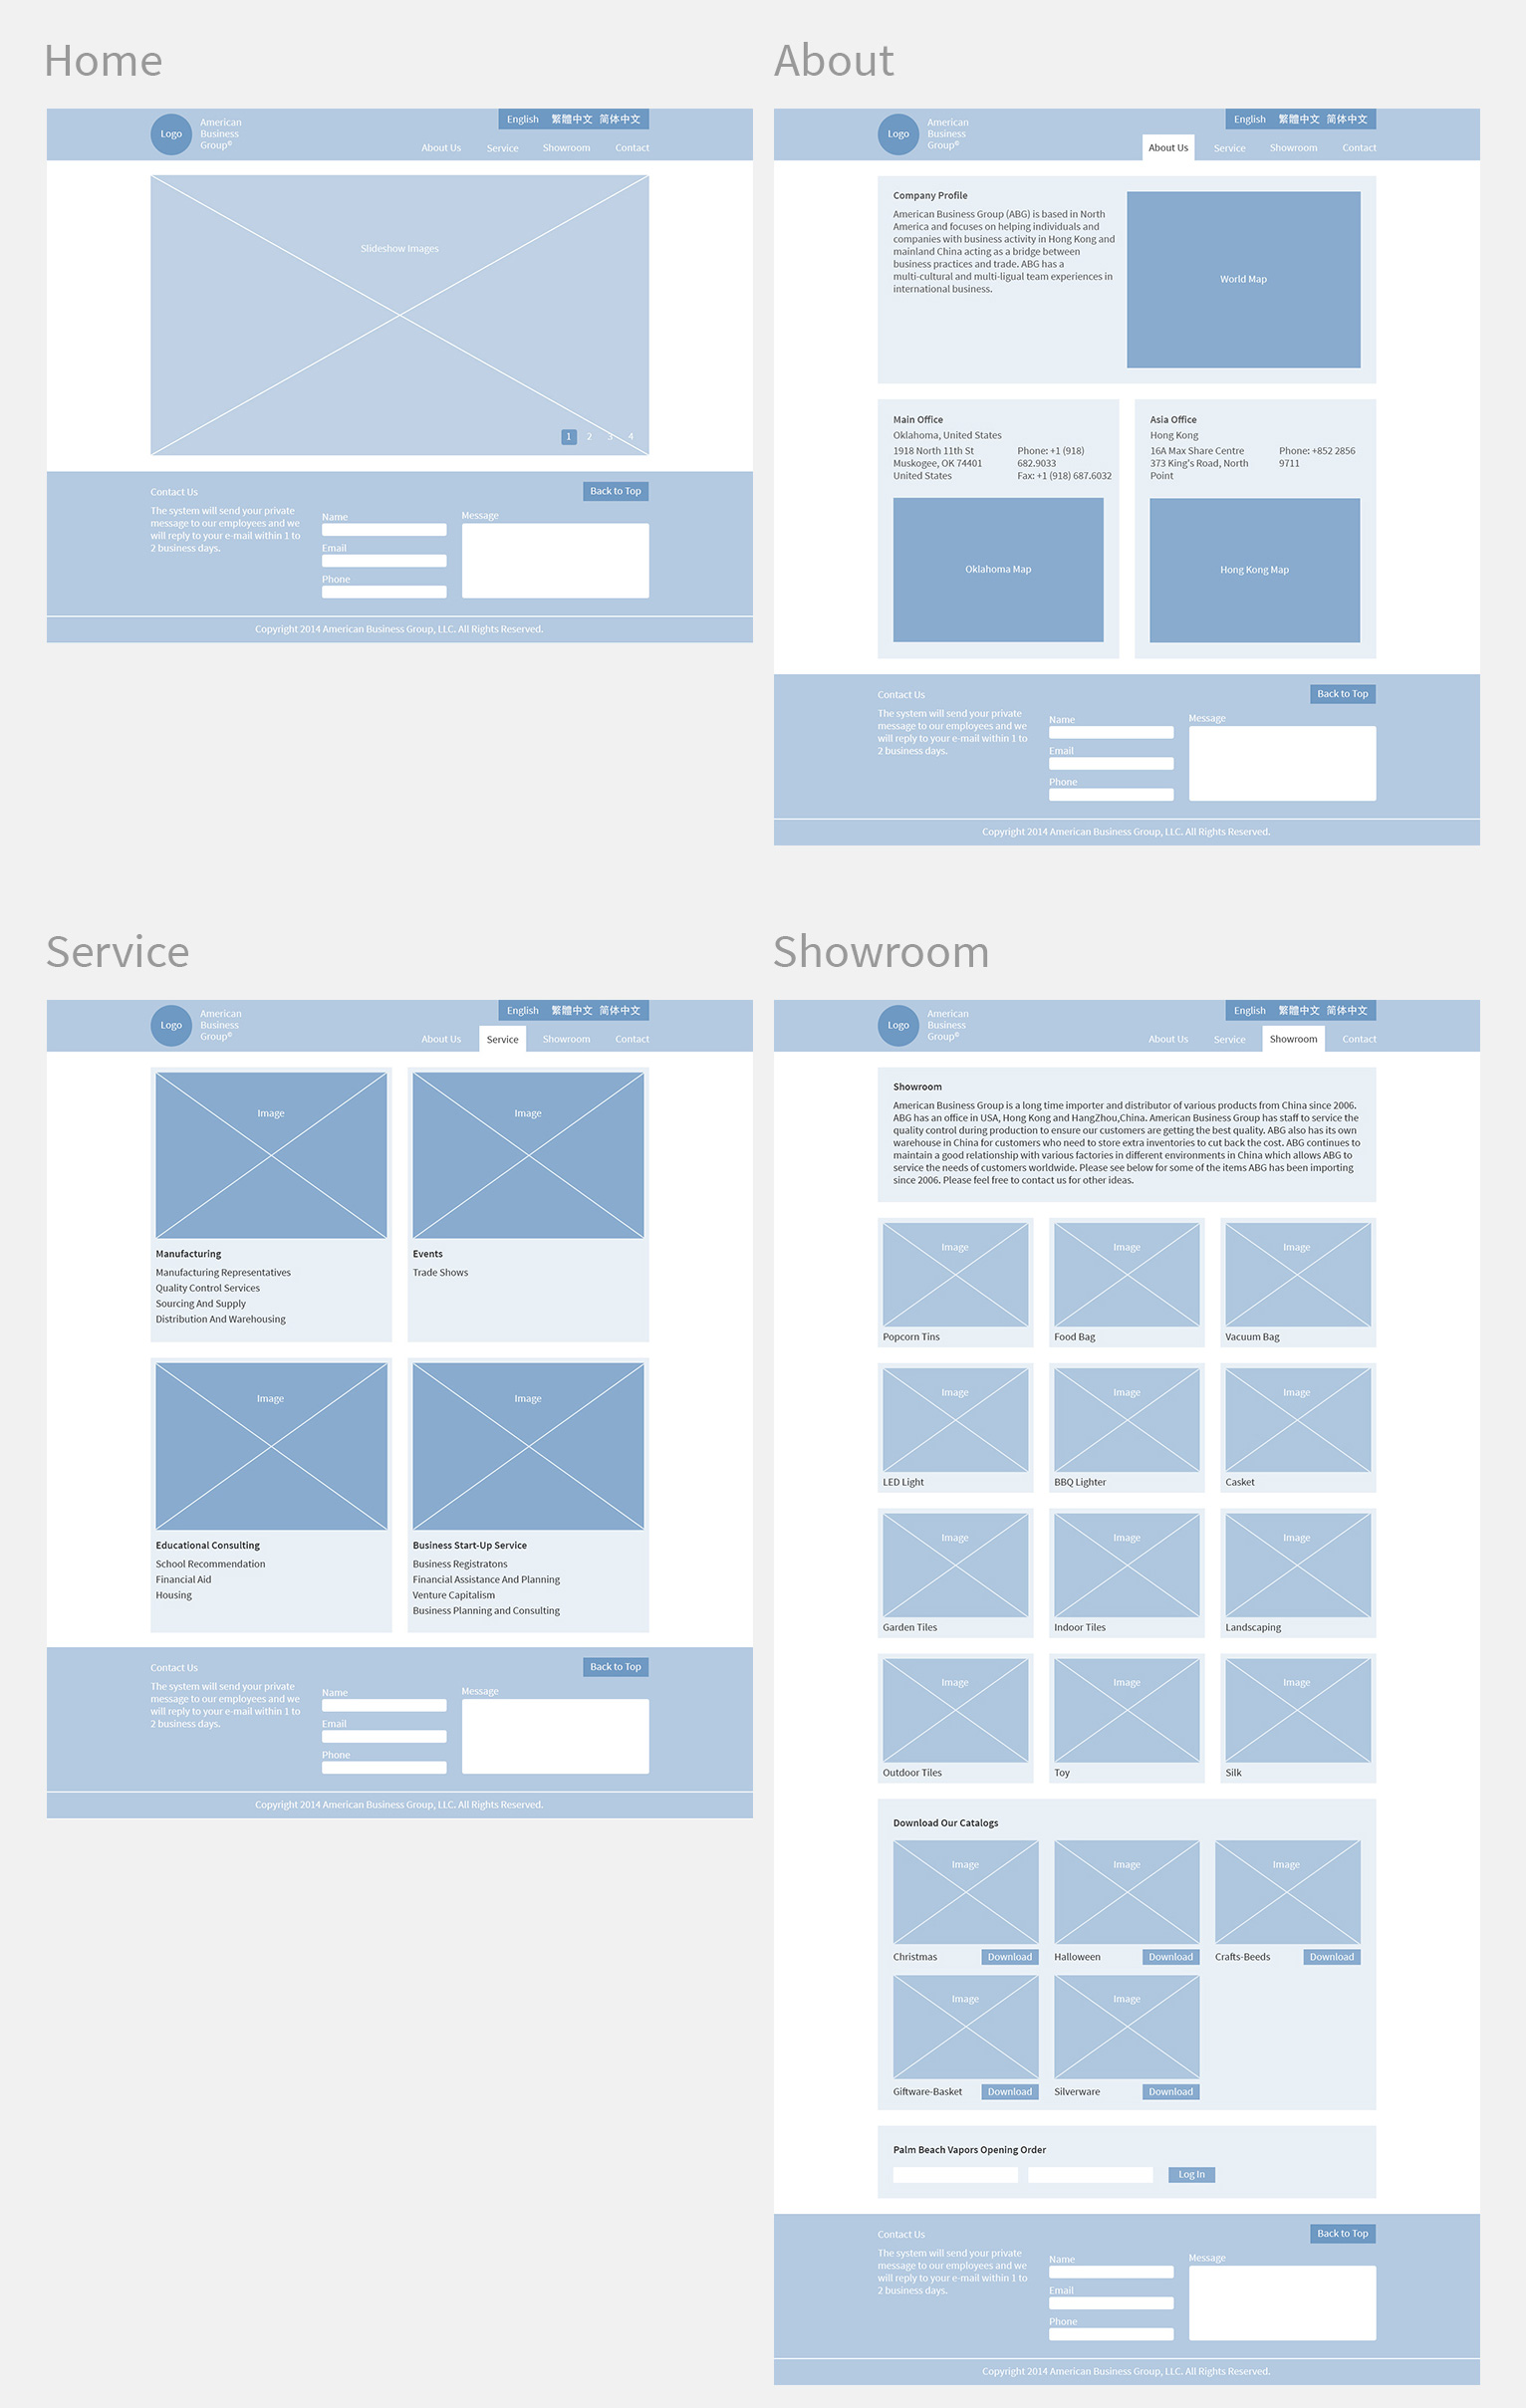 Home
Logo
American
Business
Group®
English 繁體中文 简体中文
About Us Service Showroom Contact
Slideshow Images
1 2 3 4
Contact Us
The system will send your private
message to our employees and we
will reply to your e-mail within 1 to
2 business days.
Name
Email
Phone
Message
Back to Top
Copyright 2014 American Business Group, LLC. All Rights Reserved.
About
Logo
American
Business
Group®
English 繁體中文 简体中文
About Us Service Showroom Contact
Company Profile
American Business Group (ABG) is based in North
America and focuses on helping individuals and
companies with business activity in Hong Kong and
mainland China acting as a bridge between
business practices and trade. ABG has a
multi-cultural and multi-ligual team experiences in
international business.
World Map
Main Office
Oklahoma, United States
1918 North 11th St
Muskogee, OK 74401
United States
Phone: +1 (918)
682.9033
Fax: +1 (918) 687.6032
Oklahoma Map
Asia Office
Hong Kong
16A Max Share Centre
373 King's Road, North
Point
Phone: +852 2856
9711
Hong Kong Map
Contact Us
The system will send your private
message to our employees and we
will reply to your e-mail within 1 to
2 business days.
Name
Email
Phone
Message
Back to Top
Copyright 2014 American Business Group, LLC. All Rights Reserved.
Service
Logo
American
Business
Group®
English 繁體中文 简体中文
About Us Service Showroom Contact
Image
Manufacturing
Manufacturing Representatives
Quality Control Services
Sourcing And Supply
Distribution And Warehousing
Image
Events
Trade Shows
Image
Educational Consulting
School Recommendation
Financial Aid
Housing
Image
Business Start-Up Service
Business Registratons
Financial Assistance And Planning
Venture Capitalism
Business Planning and Consulting
Contact Us
The system will send your private
message to our employees and we
will reply to your e-mail within 1 to
2 business days.
Name
Email
Phone
Message
Back to Top
Copyright 2014 American Business Group, LLC. All Rights Reserved.
Showroom
Logo
American
Business
Group®
English 繁體中文 简体中文
About Us Service Showroom Contact
Showroom
American Business Group is a long time importer and distributor of various products from China since 2006.
ABG has an office in USA, Hong Kong and HangZhou,China. American Business Group has staff to service the
quality control during production to ensure our customers are getting the best quality. ABG also has its own
warehouse in China for customers who need to store extra inventories to cut back the cost. ABG continues to
maintain a good relationship with various factories in different environments in China which allows ABG to
service the needs of customers worldwide. Please see below for some of the items ABG has been importing
since 2006. Please feel free to contact us for other ideas.
Image Image Image
Popcorn Tins Food Bag Vacuum Bag
Image Image Image
LED Light BBQ Lighter Casket
Image Image Image
Garden Tiles Indoor Tiles Landscaping
Image Image Image
Outdoor Tiles Toy Silk
Download Our Catalogs
Image Image Image
Christmas Download Halloween Download Crafts-Beeds Download
Image Image
Giftware-Basket Download Silverware Download
Palm Beach Vapors Opening Order
Log In
Contact Us
The system will send your private
message to our employees and we
will reply to your e-mail within 1 to
2 business days.
Name
Email
Phone
Message
Back to Top
Copyright 2014 American Business Group, LLC. All Rights Reserved.